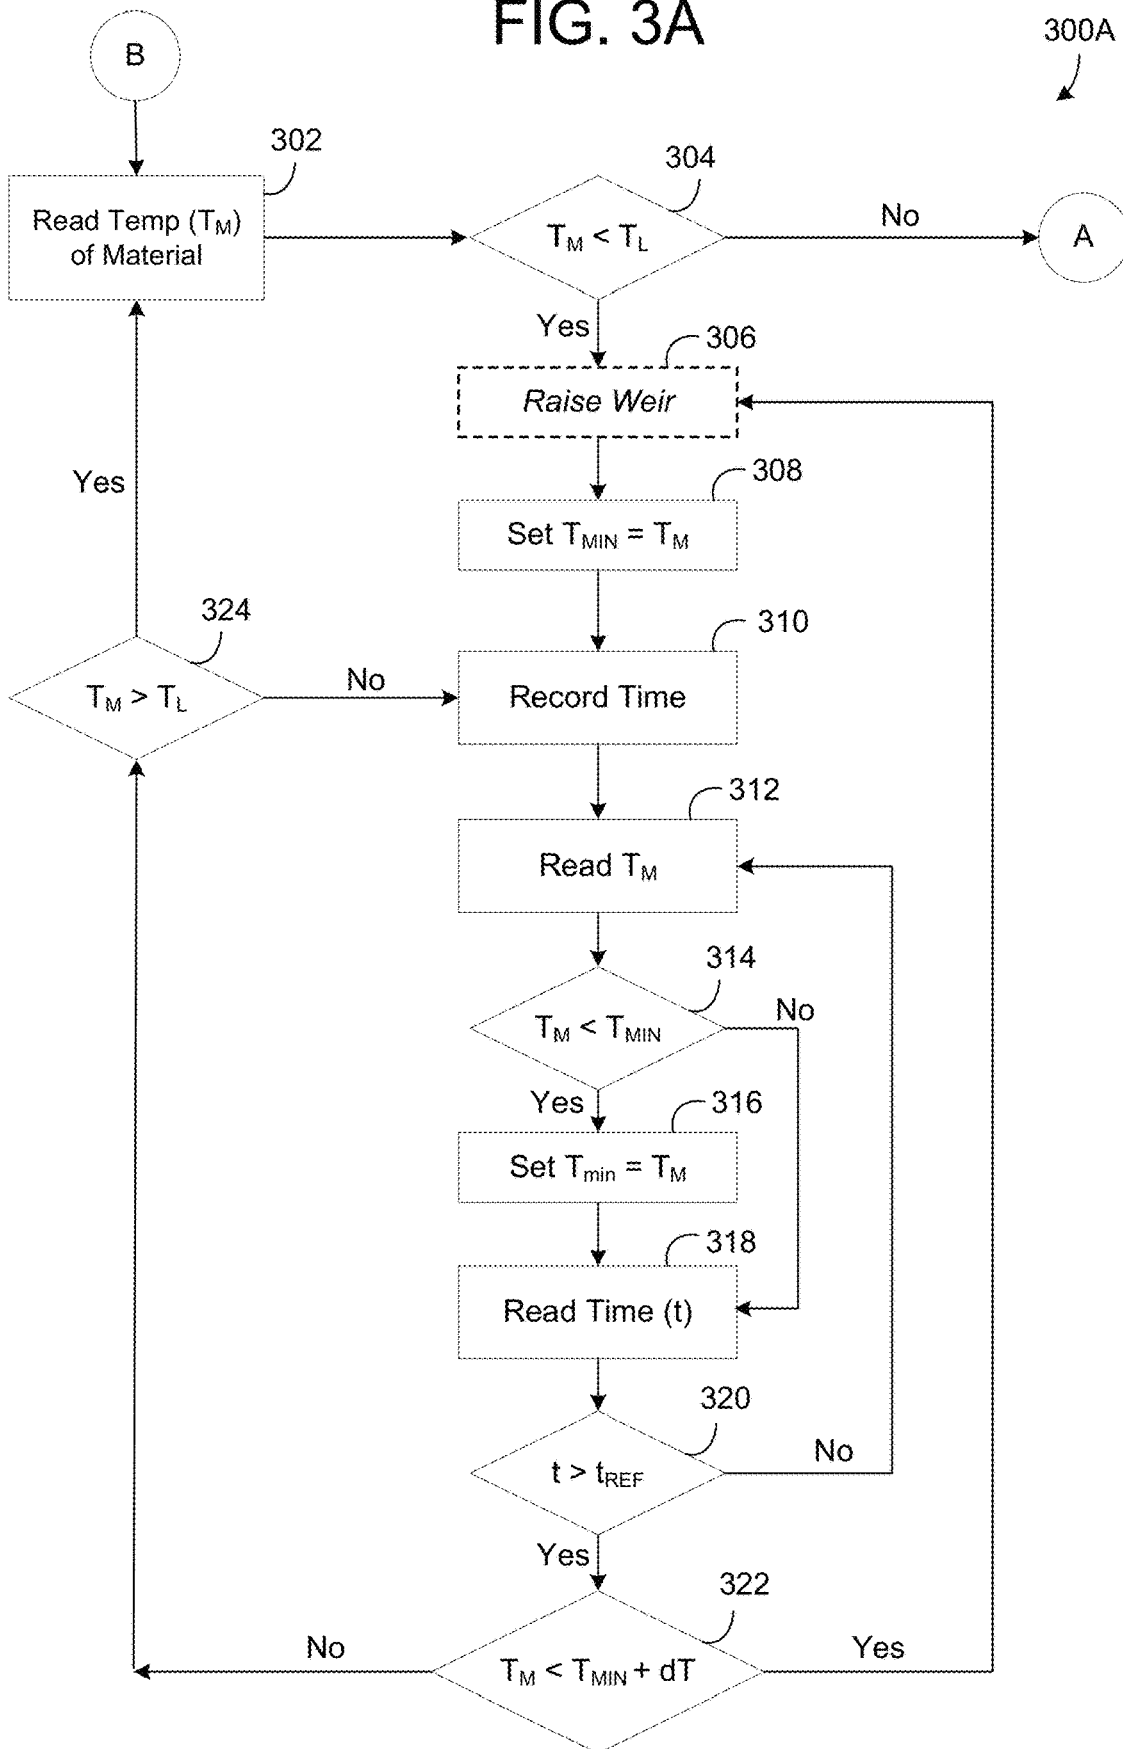 FIG. 3A
300A
B
302
Read Temp (TM)
of Material
304
TM < TL
No
A
Yes
306
Raise Weir
308
Set TMIN = TM
Yes
324
TM > TL
No
310
Record Time
312
Read TM
314
TM < TMIN
No
Yes
316
Set Tmin = TM
318
Read Time (t)
320
t > tREF
No
Yes
322
TM < TMIN + dT
No
Yes